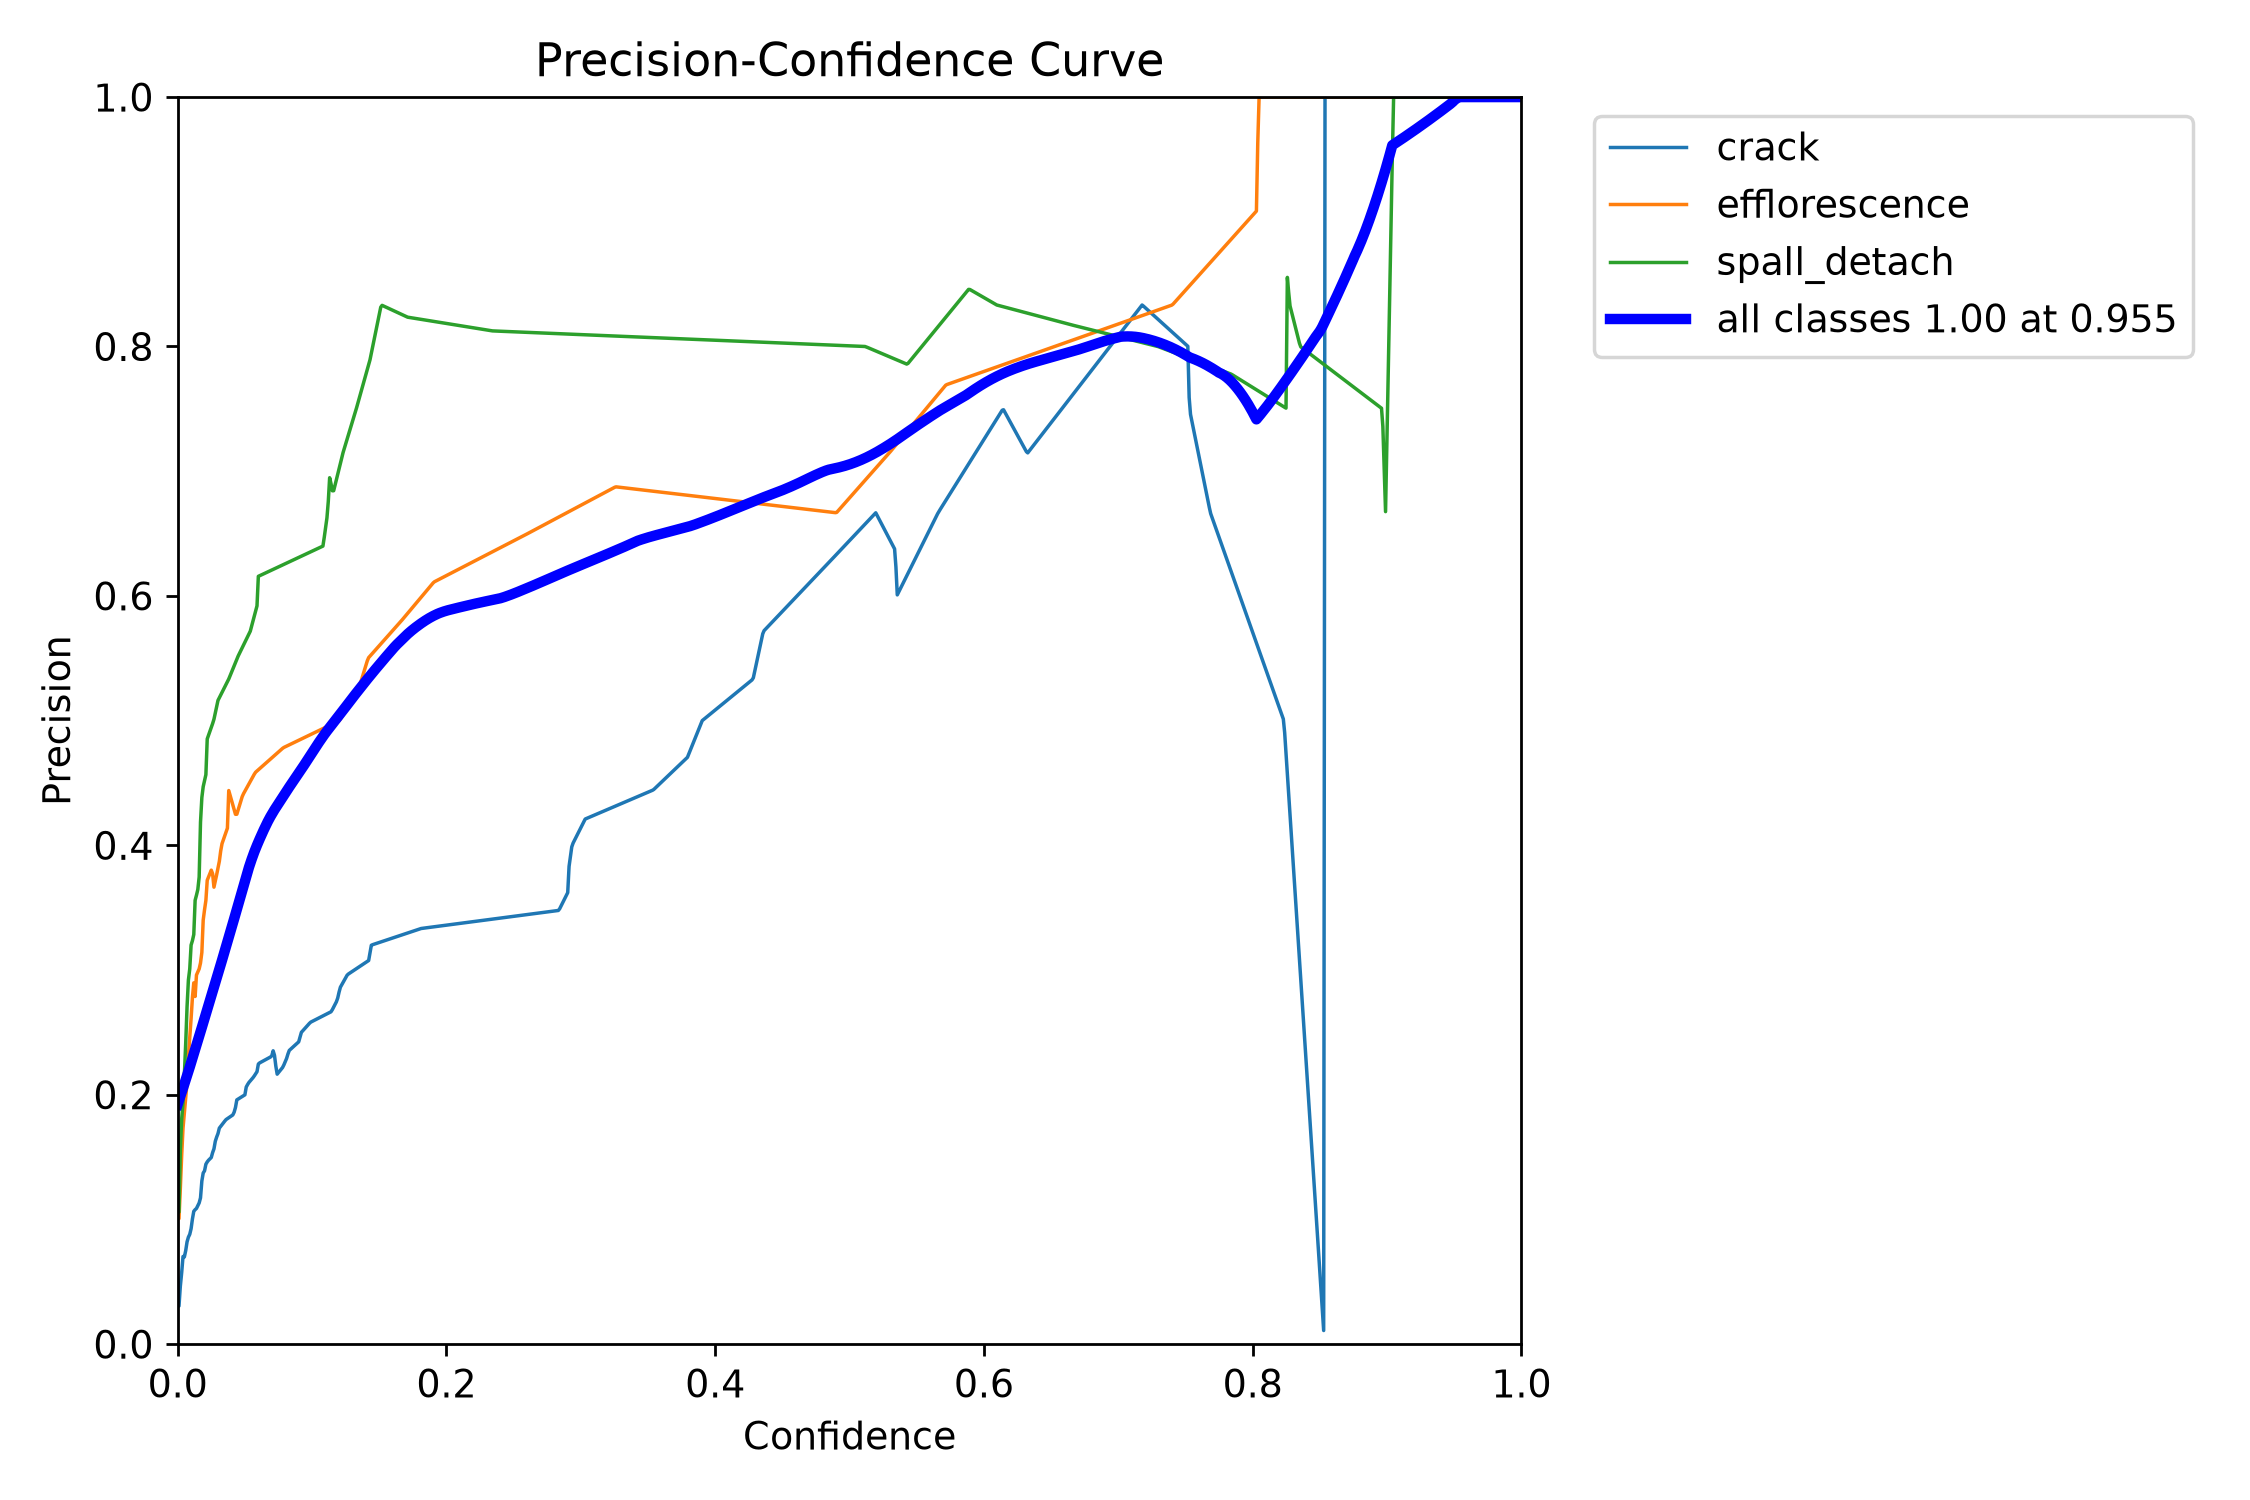 Precision-Confidence Curve
1.0
0.8
0.6
0.4
0.2
0.0
Precision
0.0 0.2 0.4 0.6 0.8 1.0
Confidence
crack
efflorescence
spall_detach
all classes 1.00 at 0.955